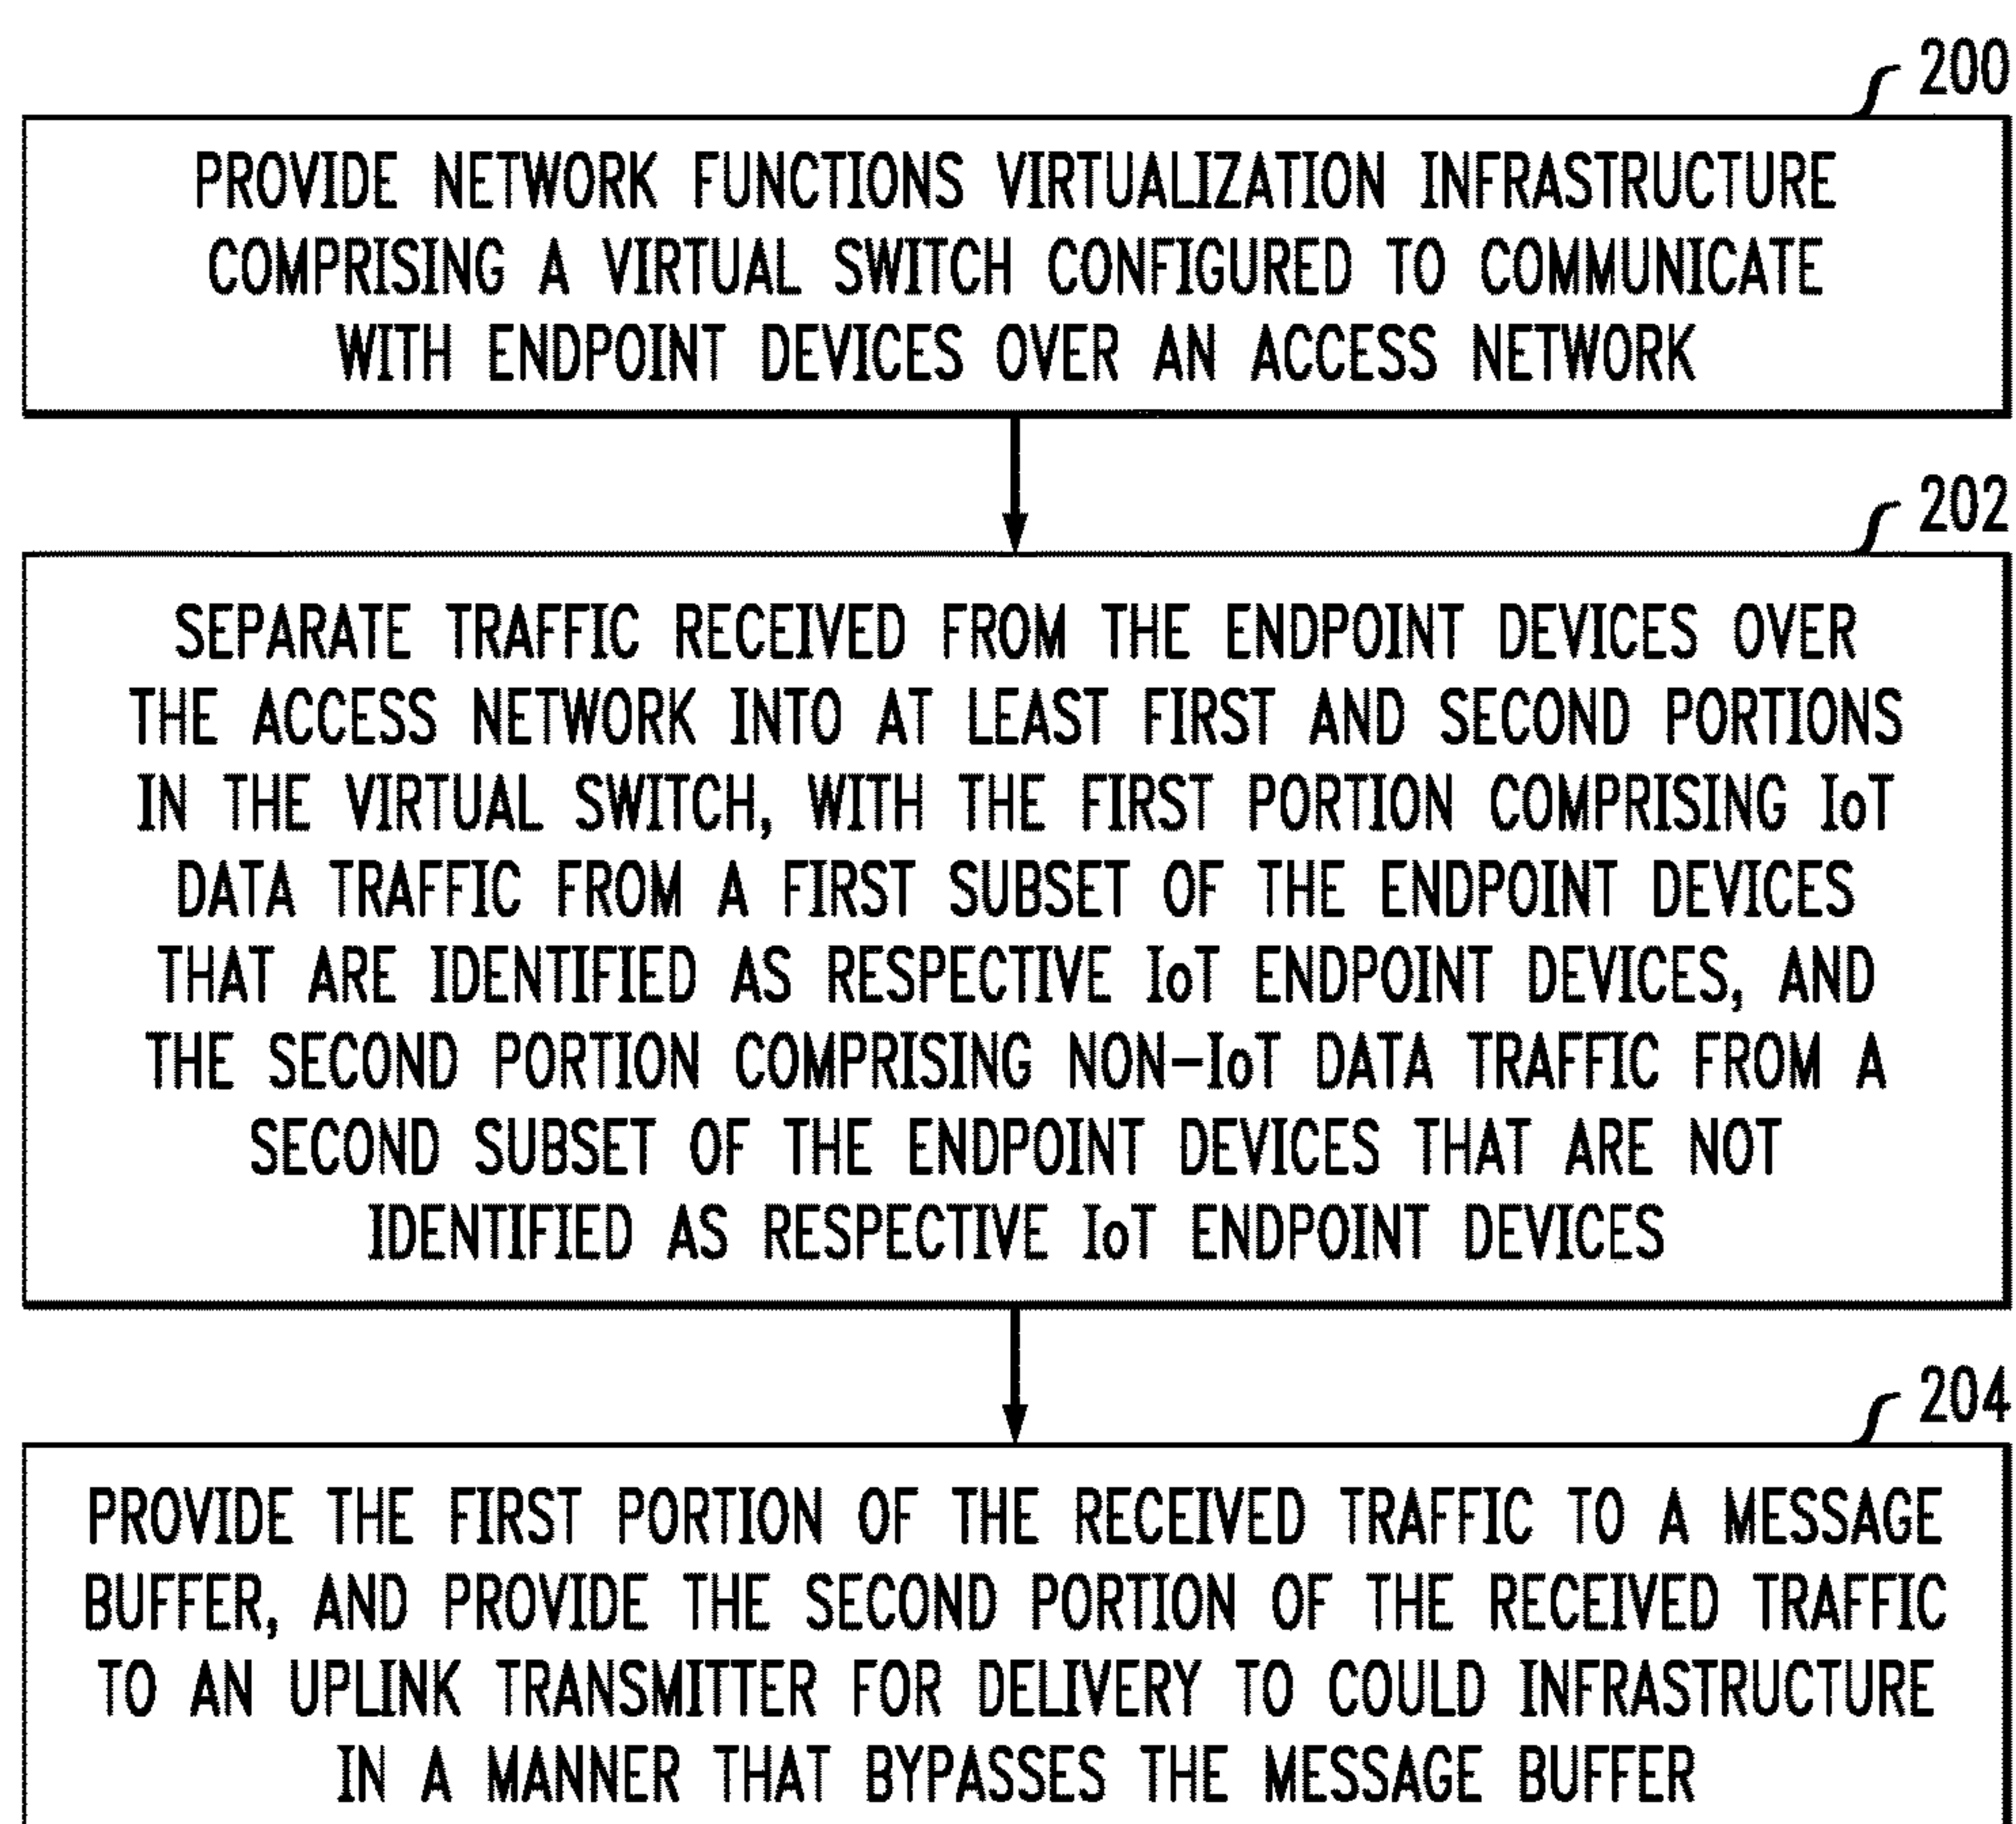 200
PROVIDE NETWORK FUNCTIONS VIRTUALIZATION INFRASTRUCTURE
COMPRISING A VIRTUAL SWITCH CONFIGURED TO COMMUNICATE
WITH ENDPOINT DEVICES OVER AN ACCESS NETWORK
202
SEPARATE TRAFFIC RECEIVED FROM THE ENDPOINT DEVICES OVER
THE ACCESS NETWORK INTO AT LEAST FIRST AND SECOND PORTIONS
IN THE VIRTUAL SWITCH, WITH THE FIRST PORTION COMPRISING IoT
DATA TRAFFIC FROM A FIRST SUBSET OF THE ENDPOINT DEVICES
THAT ARE IDENTIFIED AS RESPECTIVE IoT ENDPOINT DEVICES, AND
THE SECOND PORTION COMPRISING NON-IoT DATA TRAFFIC FROM A
SECOND SUBSET OF THE ENDPOINT DEVICES THAT ARE NOT
IDENTIFIED AS RESPECTIVE IoT ENDPOINT DEVICES
204
PROVIDE THE FIRST PORTION OF THE RECEIVED TRAFFIC TO A MESSAGE
BUFFER, AND PROVIDE THE SECOND PORTION OF THE RECEIVED TRAFFIC
TO AN UPLINK TRANSMITTER FOR DELIVERY TO COULD INFRASTRUCTURE
IN A MANNER THAT BYPASSES THE MESSAGE BUFFER